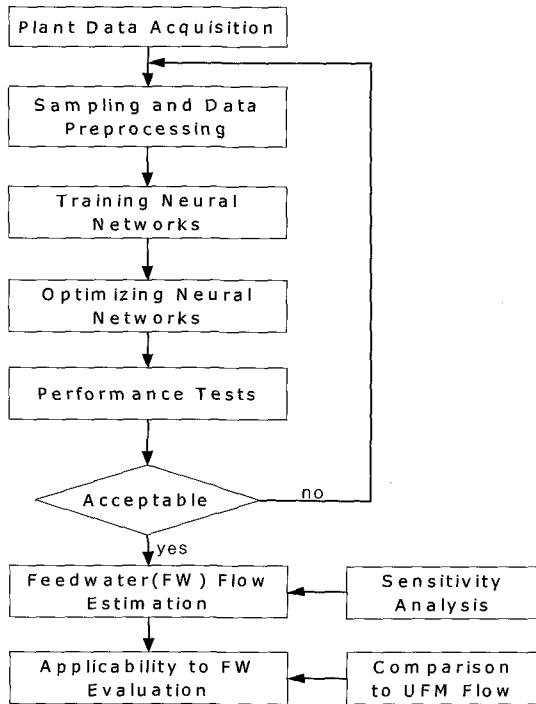 Plant Data Acquisition
Sampling and Data
Preprocessing
Training Neural
Networks
Optimizing Neural
Networks
Performance Tests
Acceptable
no
yes
Feedwater(FW) Flow
Estimation
Sensitivity
Analysis
Applicability to FW
Evaluation
Comparison
to UFM Flow